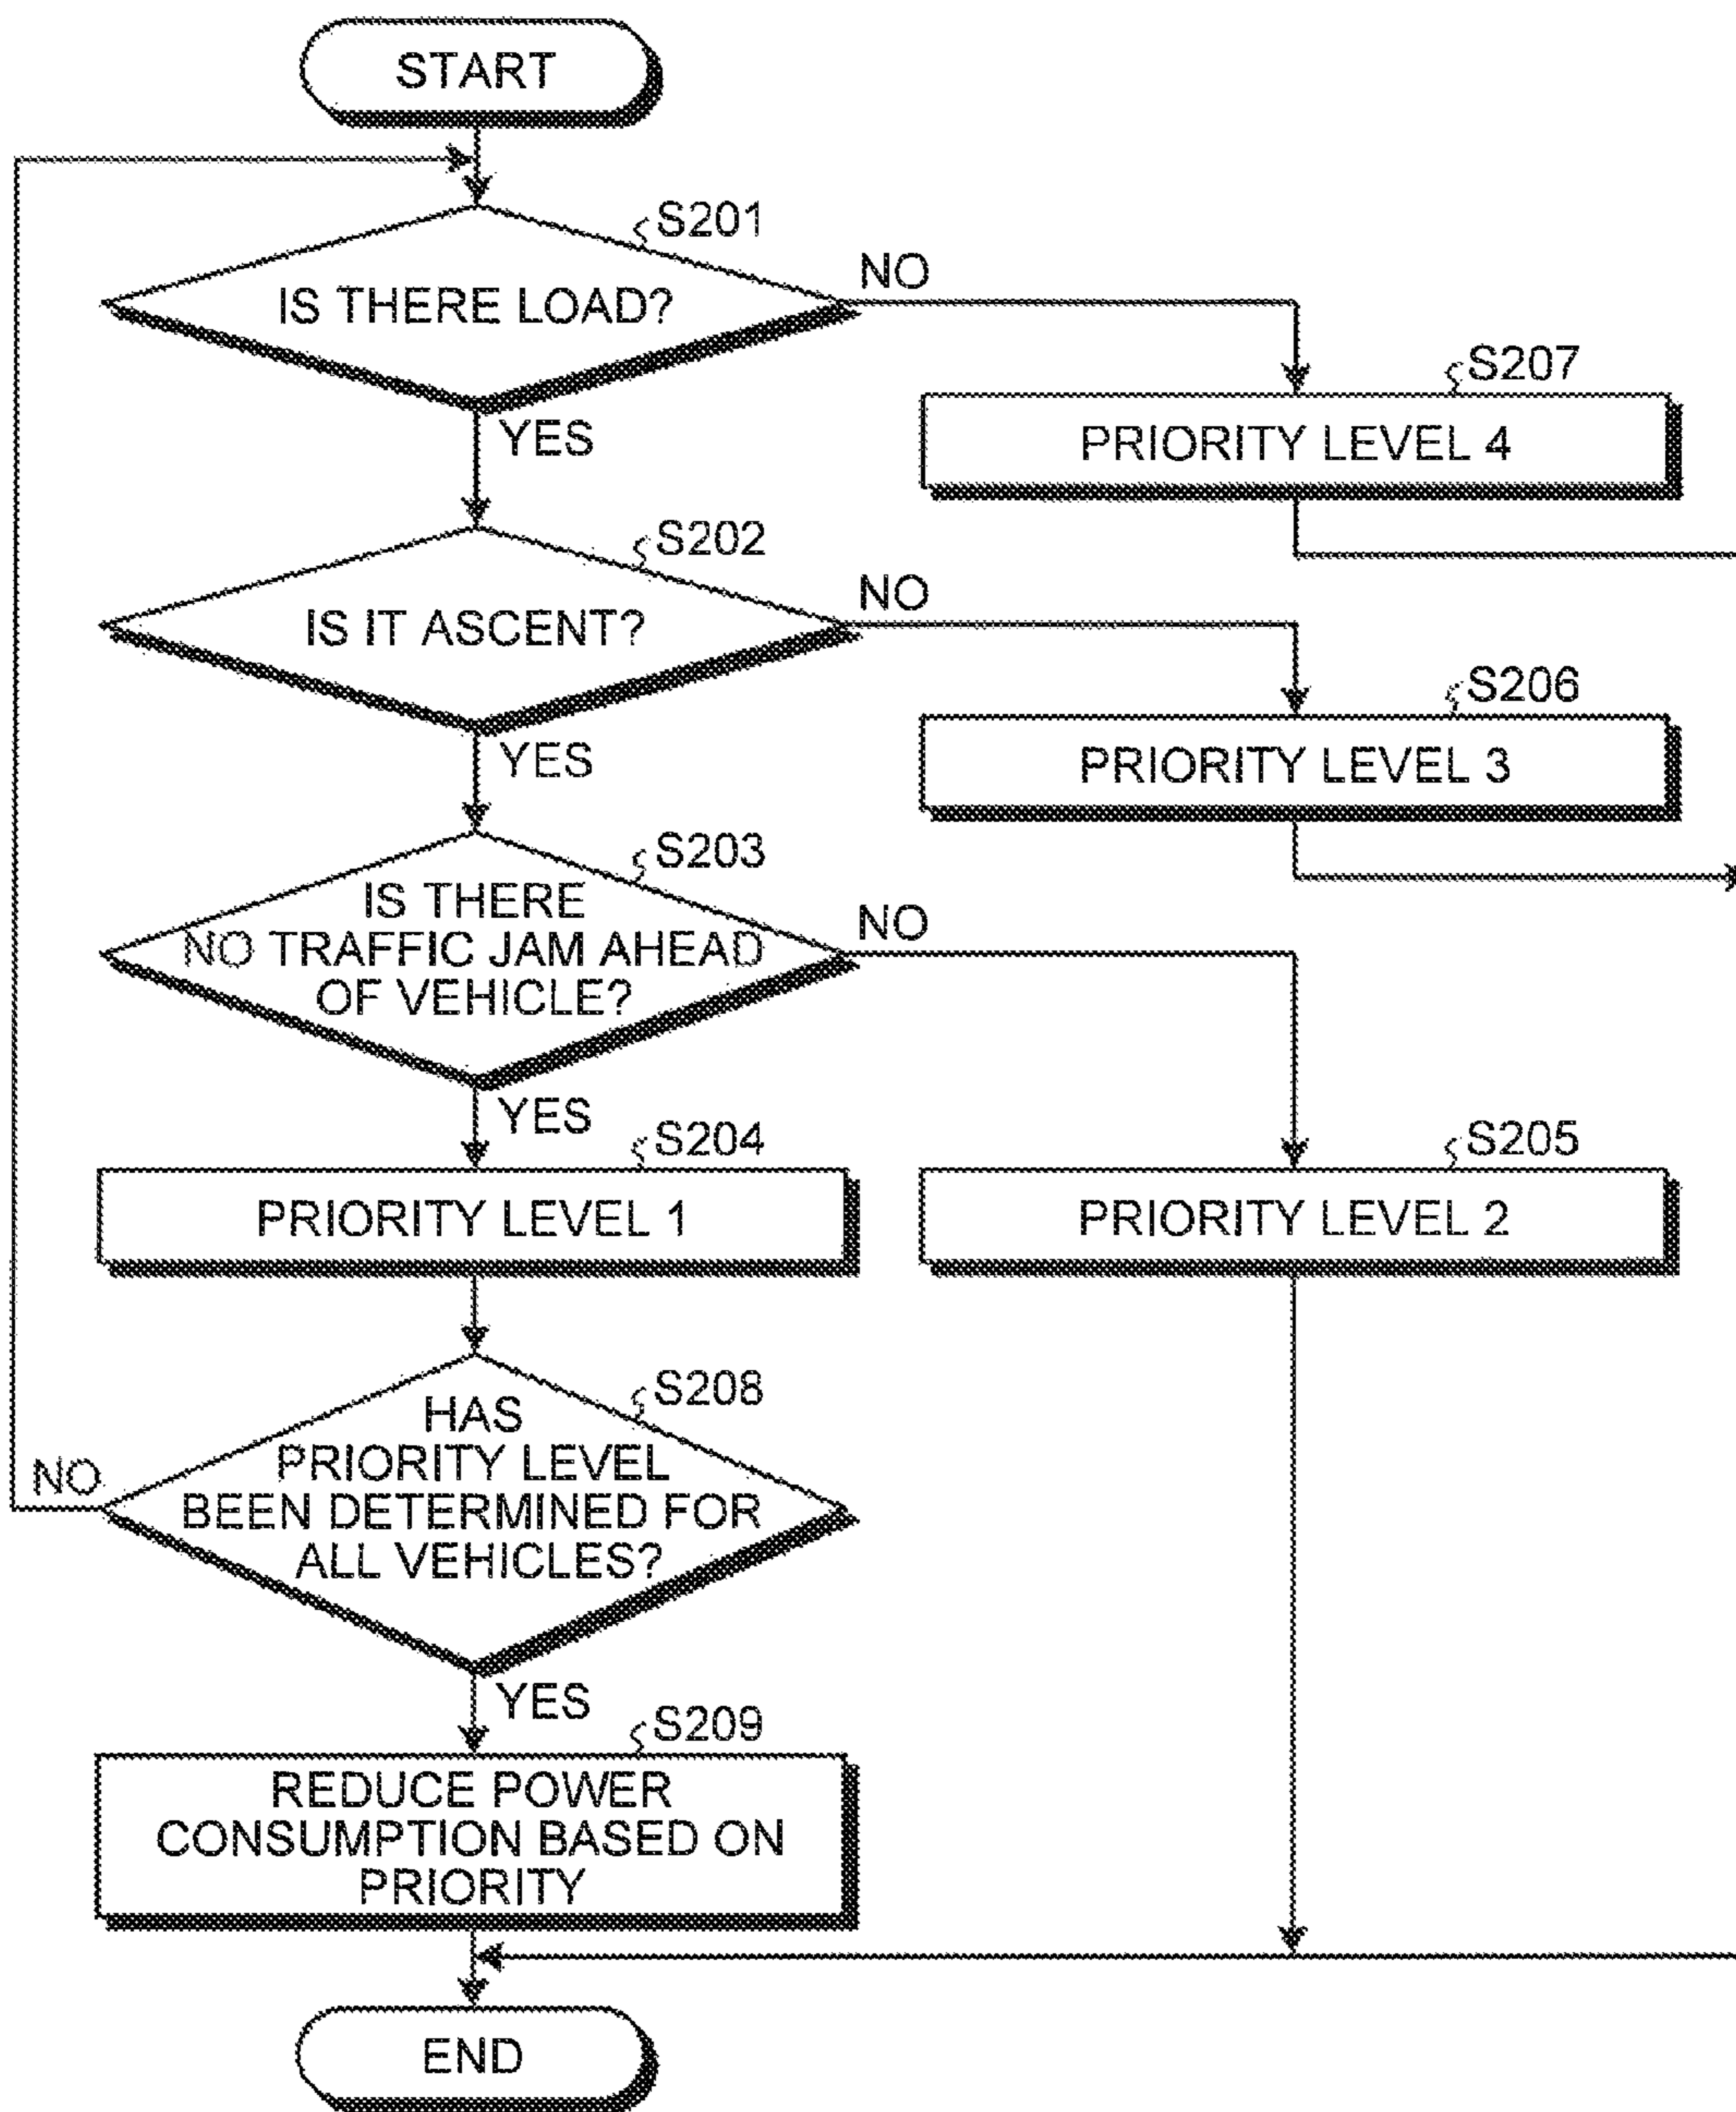 START
S201
IS THERE LOAD?
NO
YES
S207
PRIORITY LEVEL 4
S202
IS IT ASCENT?
NO
YES
S206
PRIORITY LEVEL 3
S203
IS THERE
NO TRAFFIC JAM AHEAD
OF VEHICLE?
NO
YES
S204
PRIORITY LEVEL 1
S205
PRIORITY LEVEL 2
S208
HAS
PRIORITY LEVEL
BEEN DETERMINED FOR
ALL VEHICLES?
NO
YES
S209
REDUCE POWER
CONSUMPTION BASED ON
PRIORITY
END